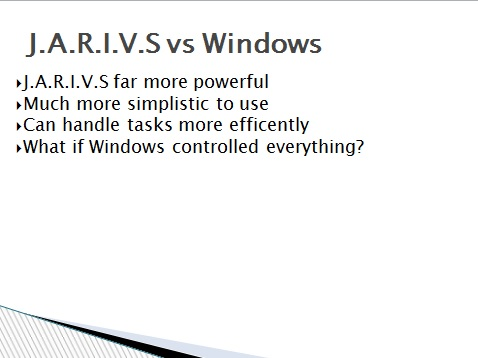 J.A.R.I.V.S vs Windows
J.A.R.I.V.S far more powerful
Much more simplistic to use
Can handle tasks more efficently
What if Windows controlled everything?